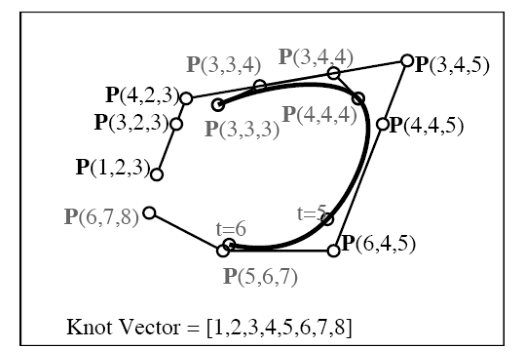 P(3,3,4)
P(3,4,4)
P(3,4,5)
P(4,2,3)
P(3,2,3)
P(3,3,3)
P(4,4,4)
P(4,4,5)
P(1,2,3)
P(6,7,8)
t=6
t=5
P(6,4,5)
P(5,6,7)
Knot Vector = [1,2,3,4,5,6,7,8]